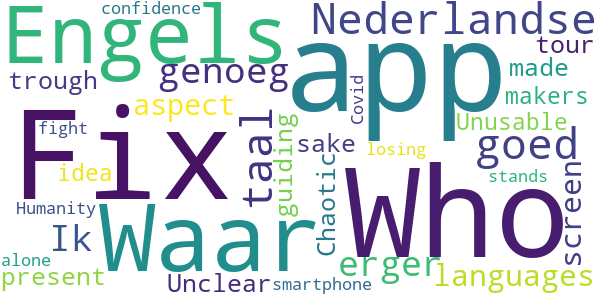 confidence
Engels
Nederlandse
app
tour
trough
genoeg
made
aspect
Covid
makers
Fix
fight
taal
guiding
sake
Unusable
goed
idea
losing
screen
Who
stands
Humanity
Waar
Chaotic
Ik
erger
alone
present
Unclear
smartphone
languages